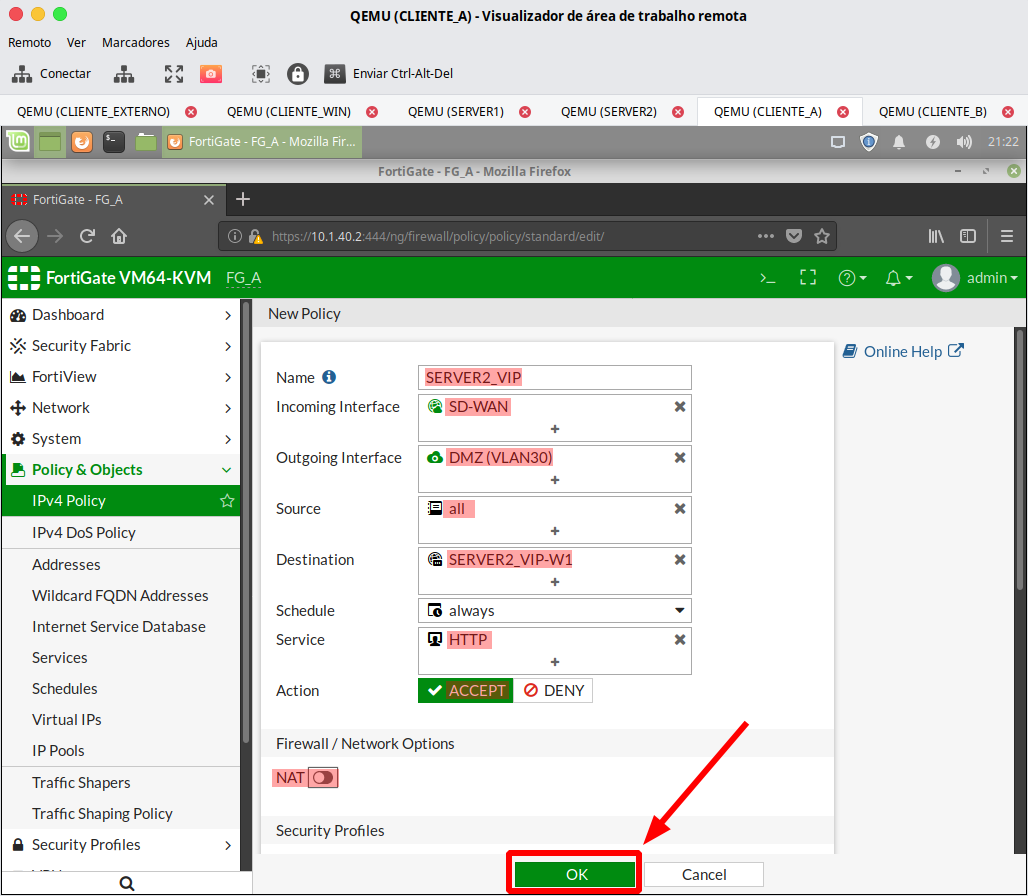 QEMU (CLIENTE_A) - Visualizador de área de trabalho remota
Remoto Ver Marcadores Ajuda
Conectar Enviar Ctrl-Alt-Del
QEMU (CLIENTE_EXTERNO) QEMU (CLIENTE_WIN) QEMU (SERVER1) QEMU (SERVER2) QEMU (CLIENTE_A) QEMU (CLIENTE_B)
FortiGate - FG_A - Mozilla Fir... 21:22
FortiGate - FG_A - Mozilla Firefox
FortiGate - FG_A
https://10.1.40.2:444/ng/firewall/policy/policy/standard/edit/
FortiGate VM64-KVM FG_A admin
Dashboard
Security Fabric
FortiView
Network
System
Policy & Objects
IPv4 Policy
IPv4 DoS Policy
Addresses
Wildcard FQDN Addresses
Internet Service Database
Services
Schedules
Virtual IPs
IP Pools
Traffic Shapers
Traffic Shaping Policy
Security Profiles
New Policy
Online Help
Name SERVER2_VIP
Incoming Interface SD-WAN
+
Outgoing Interface DMZ (VLAN30)
+
Source all
+
Destination SERVER2_VIP-W1
+
Schedule always
Service HTTP
+
Action ACCEPT DENY
Firewall / Network Options
NAT
Security Profiles
OK Cancel